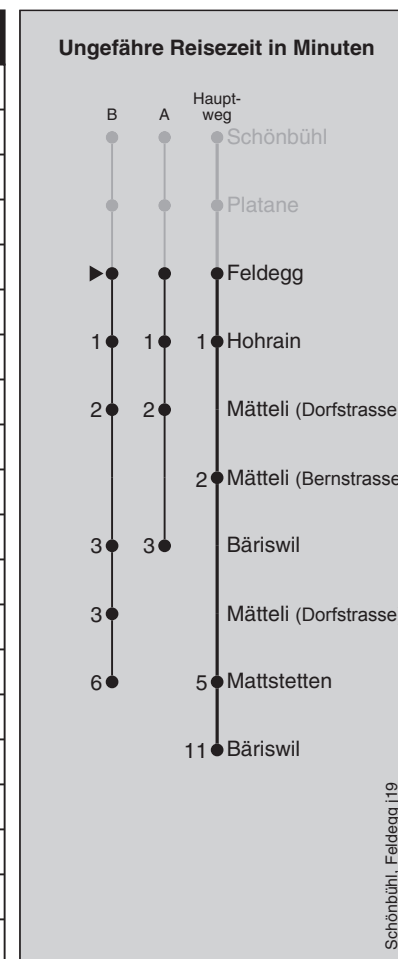 Ungefähre Reisezeit in Minuten
B A Haupt-
weg
Schönbühl
Platane
Feldegg
1 1 1 Hohrain
2 2 Mätteli (Dorfstrasse
2 Mätteli (Bernstrasse
3 3 Bäriswil
3 Mätteli (Dorfstrasse
6 5 Mattstetten
11 Bäriswil
Schönbühl, Feldegg j19